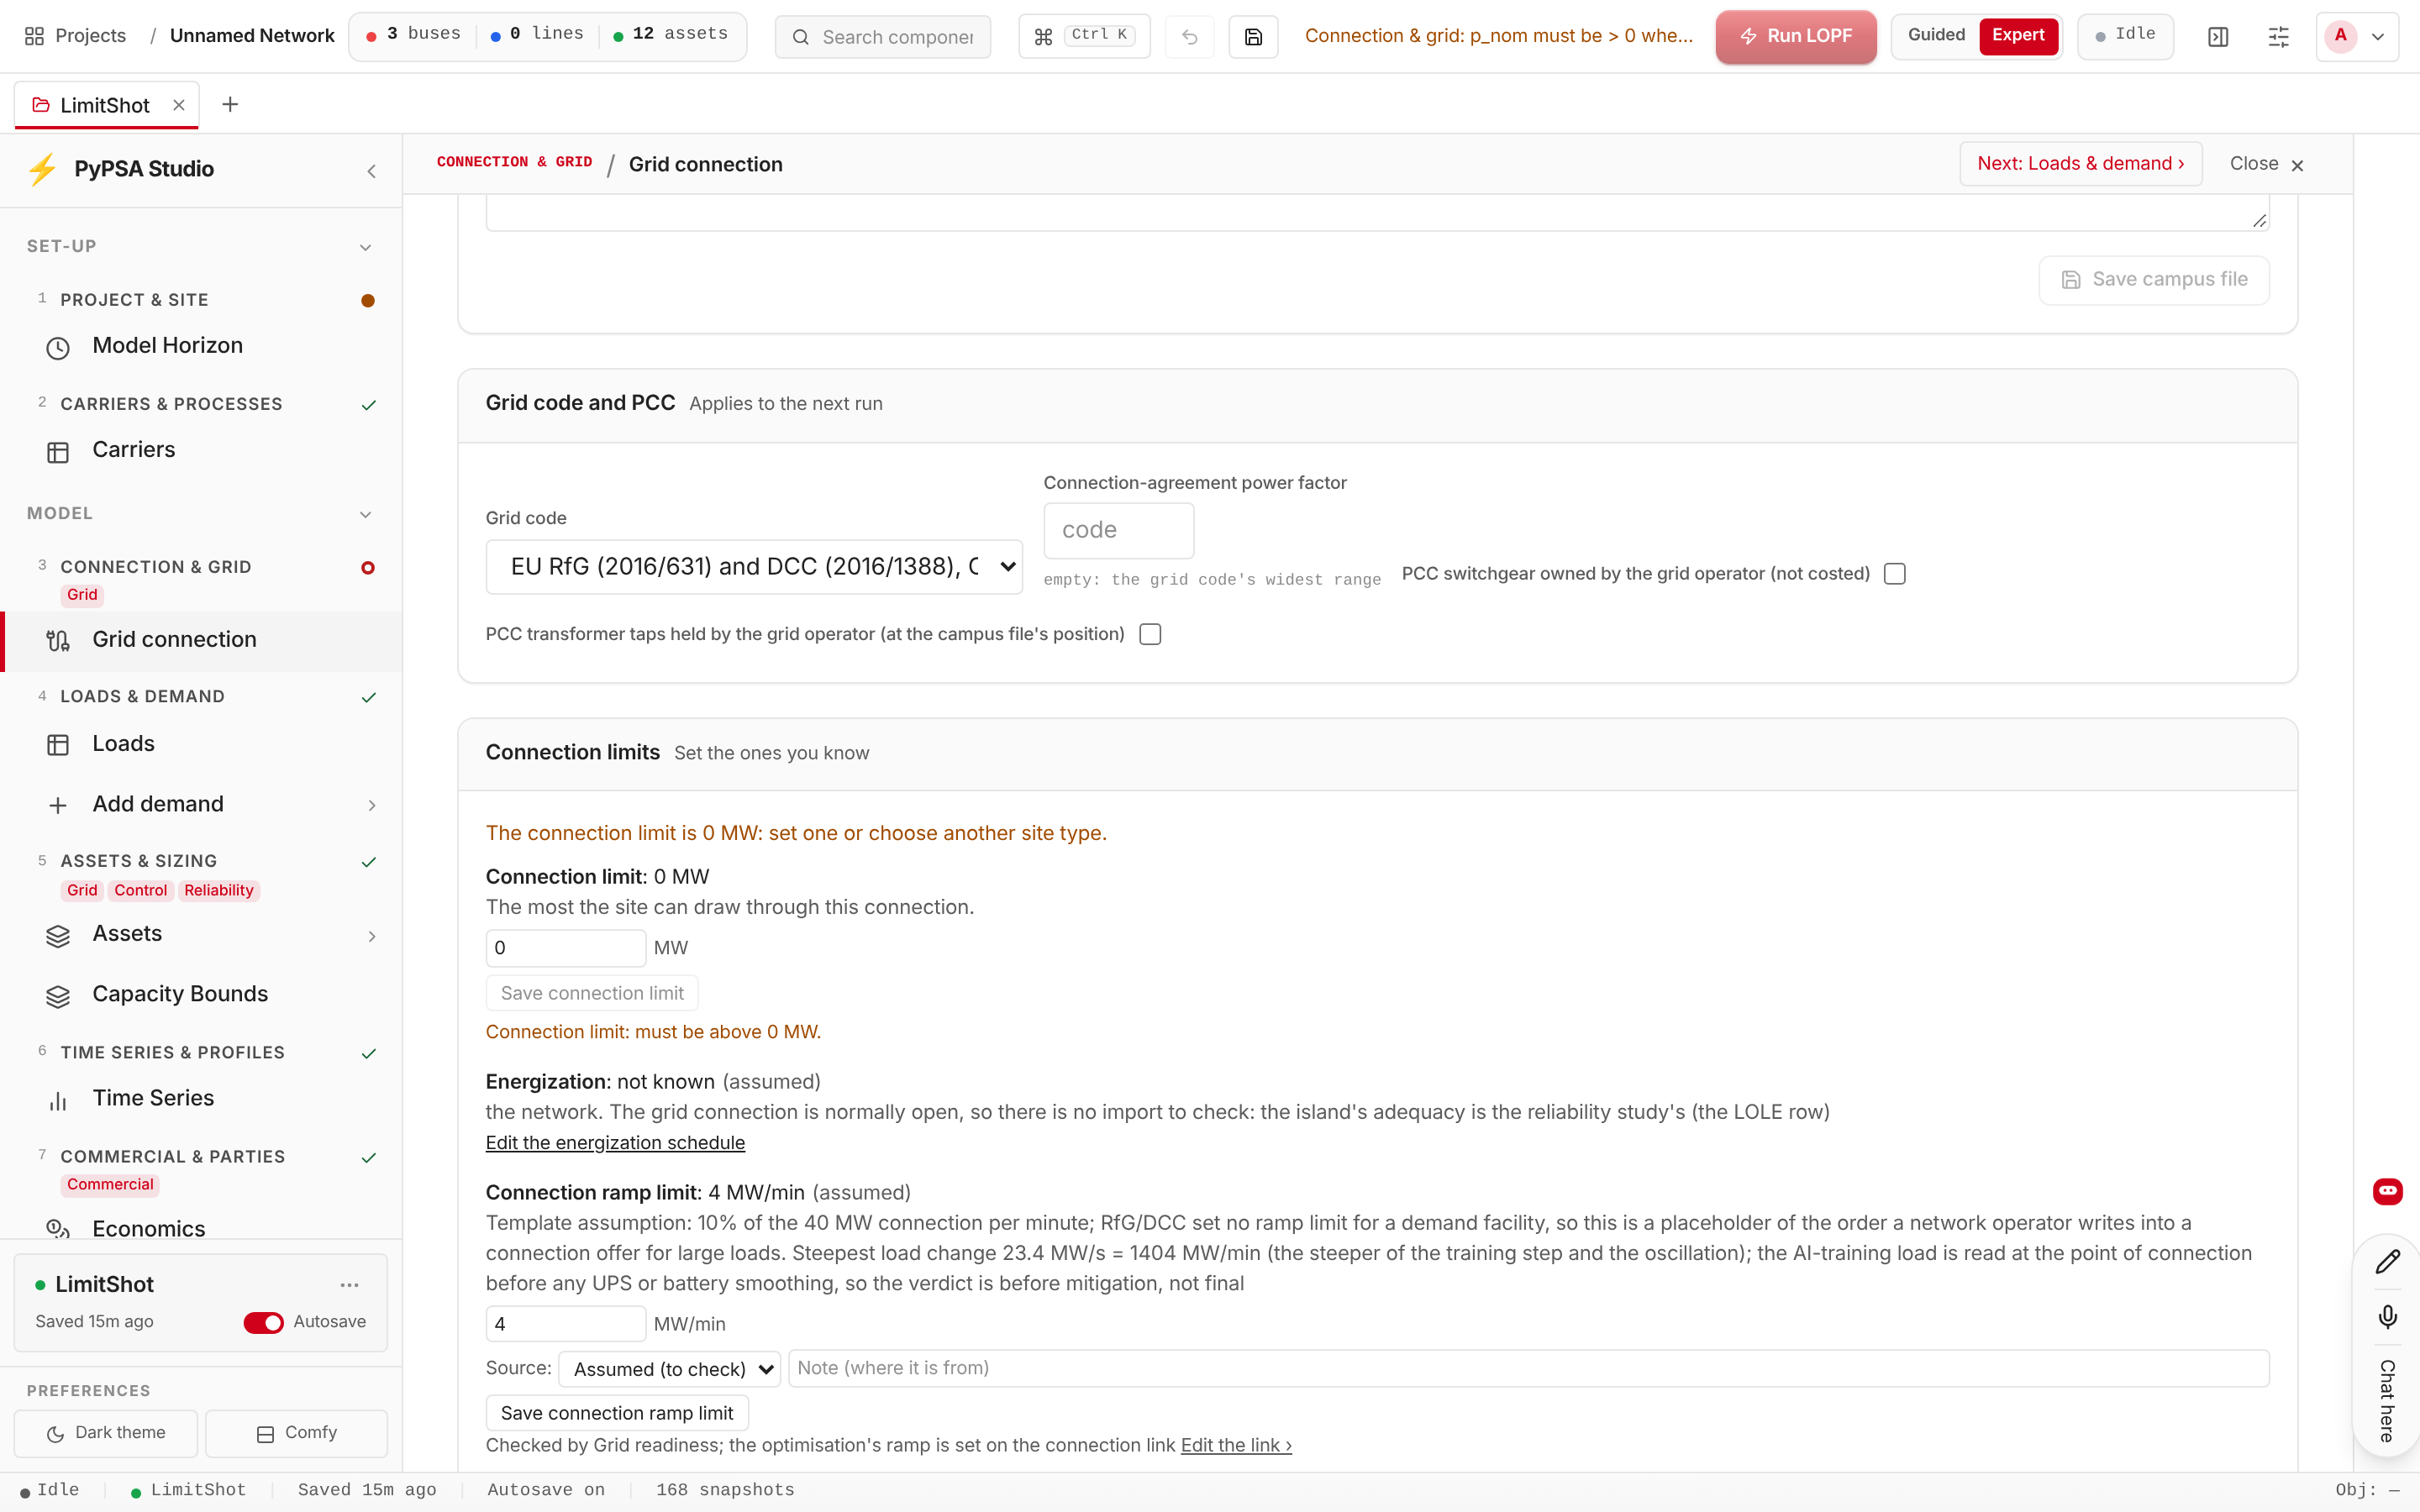 Projects / Unnamed Network
3 buses
0 lines
12 assets
Search componer
Ctrl K
Connection & grid: p_nom must be > 0 whe...
Run LOPF
Guided
Expert
Idle
A
LimitShot
PyPSA Studio
SET-UP
1 PROJECT & SITE
Model Horizon
2 CARRIERS & PROCESSES
Carriers
MODEL
3 CONNECTION & GRID
Grid
Grid connection
4 LOADS & DEMAND
Loads
Add demand
5 ASSETS & SIZING
Grid Control Reliability
Assets
Capacity Bounds
6 TIME SERIES & PROFILES
Time Series
7 COMMERCIAL & PARTIES
Commercial
Economics
LimitShot
Saved 15m ago
Autosave
PREFERENCES
Dark theme
Comfy
CONNECTION & GRID / Grid connection
Next: Loads & demand ›
Close
Save campus file
Grid code and PCC Applies to the next run
Connection-agreement power factor
Grid code
code
EU RfG (2016/631) and DCC (2016/1388), C
empty: the grid code's widest range
PCC switchgear owned by the grid operator (not costed)
PCC transformer taps held by the grid operator (at the campus file's position)
Connection limits Set the ones you know
The connection limit is 0 MW: set one or choose another site type.
Connection limit: 0 MW
The most the site can draw through this connection.
0 MW
Save connection limit
Connection limit: must be above 0 MW.
Energization: not known (assumed)
the network. The grid connection is normally open, so there is no import to check: the island's adequacy is the reliability study's (the LOLE row)
Edit the energization schedule
Connection ramp limit: 4 MW/min (assumed)
Template assumption: 10% of the 40 MW connection per minute; RfG/DCC set no ramp limit for a demand facility, so this is a placeholder of the order a network operator writes into a
connection offer for large loads. Steepest load change 23.4 MW/s = 1404 MW/min (the steeper of the training step and the oscillation); the AI-training load is read at the point of connection
before any UPS or battery smoothing, so the verdict is before mitigation, not final
4 MW/min
Source: Assumed (to check) Note (where it is from)
Save connection ramp limit
Checked by Grid readiness; the optimisation's ramp is set on the connection link Edit the link ›
Chat here
Idle
LimitShot
Saved 15m ago
Autosave on
168 snapshots
Obj: —